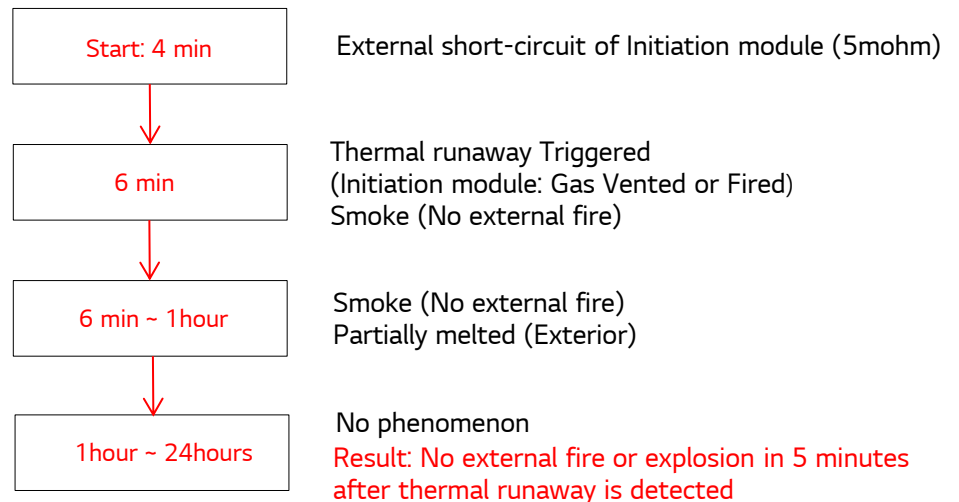 Start: 4 min
External short-circuit of Initiation module (5mohm)
6 min
Thermal runaway Triggered
(Initiation module: Gas Vented or Fired)
Smoke (No external fire)
6 min ~ 1hour
Smoke (No external fire)
Partially melted (Exterior)
1hour ~ 24hours
No phenomenon
Result: No external fire or explosion in 5 minutes
after thermal runaway is detected